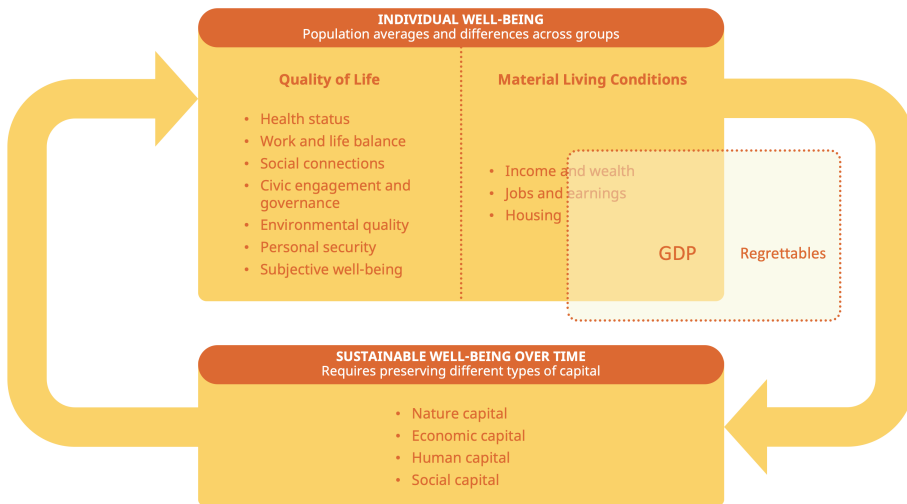 INDIVIDUAL WELL-BEING
Population averages and differences across groups
Quality of Life
• Health status
• Work and life balance
• Social connections
• Civic engagement and
governance
• Environmental quality
• Personal security
• Subjective well-being
Material Living Conditions
• Income and wealth
• Jobs and earnings
• Housing
GDP
Regrettables
SUSTAINABLE WELL-BEING OVER TIME
Requires preserving different types of capital
• Nature capital
• Economic capital
• Human capital
• Social capital